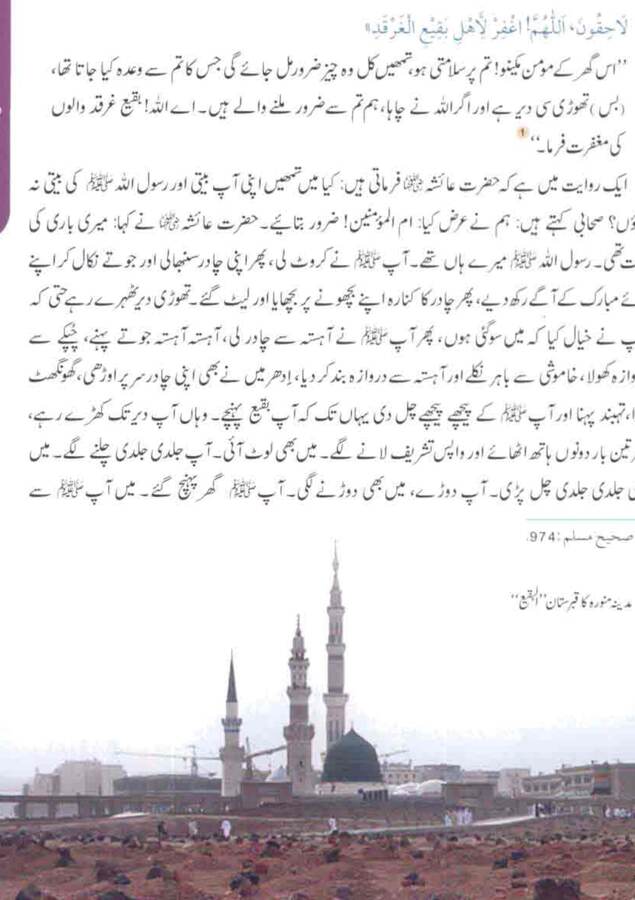 لَاحِقُونَ، اَللّٰهُمَّ! اغْفِرْ لِأَهْلِ بَقِيعِ الْغَرْقَدِ»
’’اس گھر کے مؤمن مکینو! تم پر سلامتی ہو، تمھیں کل وہ چیز ضرور مل جائے گی جس کا تم سے وعدہ کیا جاتا تھا،
(بس) تھوڑی سی دیر ہے اور اگر اللہ نے چاہا، ہم تم سے ضرور ملنے والے ہیں۔ اے اللہ! بقیع غرقد والوں
کی مغفرت فرما۔‘‘ 1
ایک روایت میں ہے کہ حضرت عائشہ رضی اللہ عنہا فرماتی ہیں: کیا میں تمھیں اپنی آپ بیتی اور رسول اللہ ﷺ کی بیتی نہ
ؤں؟ صحابی کہتے ہیں: ہم نے عرض کیا: ام المؤمنین! ضرور بتائیے۔ حضرت عائشہ رضی اللہ عنہا نے کہا: میری باری کی
ت تھی۔ رسول اللہ ﷺ میرے ہاں تھے۔ آپ ﷺ نے کروٹ لی، پھر اپنی چادر سنبھالی اور جوتے نکال کر اپنے
ئے مبارک کے آگے رکھ دیے، پھر چادر کا کنارہ اپنے بچھونے پر بچھایا اور لیٹ گئے۔ تھوڑی دیر ٹھہرے رہے حتی کہ
پ نے خیال کیا کہ میں سو گئی ہوں، پھر آپ ﷺ نے آہستہ سے چادر لی، آہستہ آہستہ جوتے پہنے، چپکے سے
وازہ کھولا، خاموشی سے باہر نکلے اور آہستہ سے دروازہ بند کر دیا، ادھر میں نے بھی اپنی چادر سر پر اوڑھی، گھونگھٹ
ا، تہبند پہنا اور آپ ﷺ کے پیچھے پیچھے چل دی یہاں تک کہ آپ بقیع پہنچے۔ وہاں آپ دیر تک کھڑے رہے،
ر تین بار دونوں ہاتھ اٹھائے اور واپس تشریف لانے لگے۔ میں بھی لوٹ آئی۔ آپ جلدی جلدی چلنے لگے۔ میں
ی جلدی جلدی چل پڑی۔ آپ دوڑے، میں بھی دوڑنے لگی۔ آپ ﷺ گھر پہنچ گئے۔ میں آپ ﷺ سے
صحیح مسلم: 974.
مدینہ منورہ کا قبرستان ’’البقیع‘‘